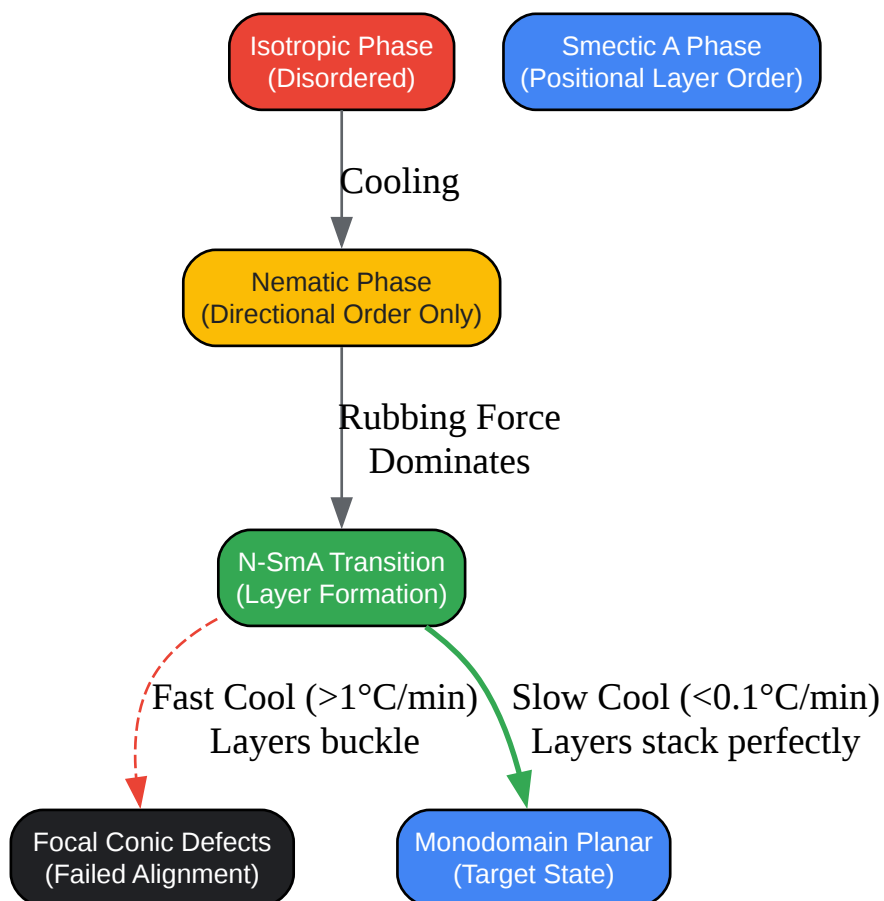 Isotropic Phase
(Disordered)
Smectic A Phase
(Positional Layer Order)
Cooling
Nematic Phase
(Directional Order Only)
Rubbing Force
Dominates
N-SmA Transition
(Layer Formation)
Fast Cool (>1°C/min)
Layers buckle
Slow Cool (<0.1°C/min)
Layers stack perfectly
Focal Conic Defects
(Failed Alignment)
Monodomain Planar
(Target State)